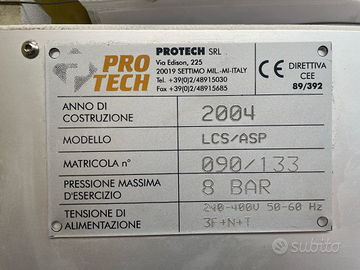 PRO
TECH
PROTECH SRL
Via Edison, 225
20019 SETTIMO MIL.-MI-ITALY
Tel. +39(0)2/48915030
Fax +39(0)2/48915685
CE DIRETTIVA
CEE
89/392
ANNO DI
COSTRUZIONE
2004
MODELLO
LCS/ASP
MATRICOLA n°
090/133
PRESSIONE MASSIMA
D'ESERCIZIO
8 BAR
TENSIONE DI
ALIMENTAZIONE
240-400V 50-60 Hz
3F+N+T
subito